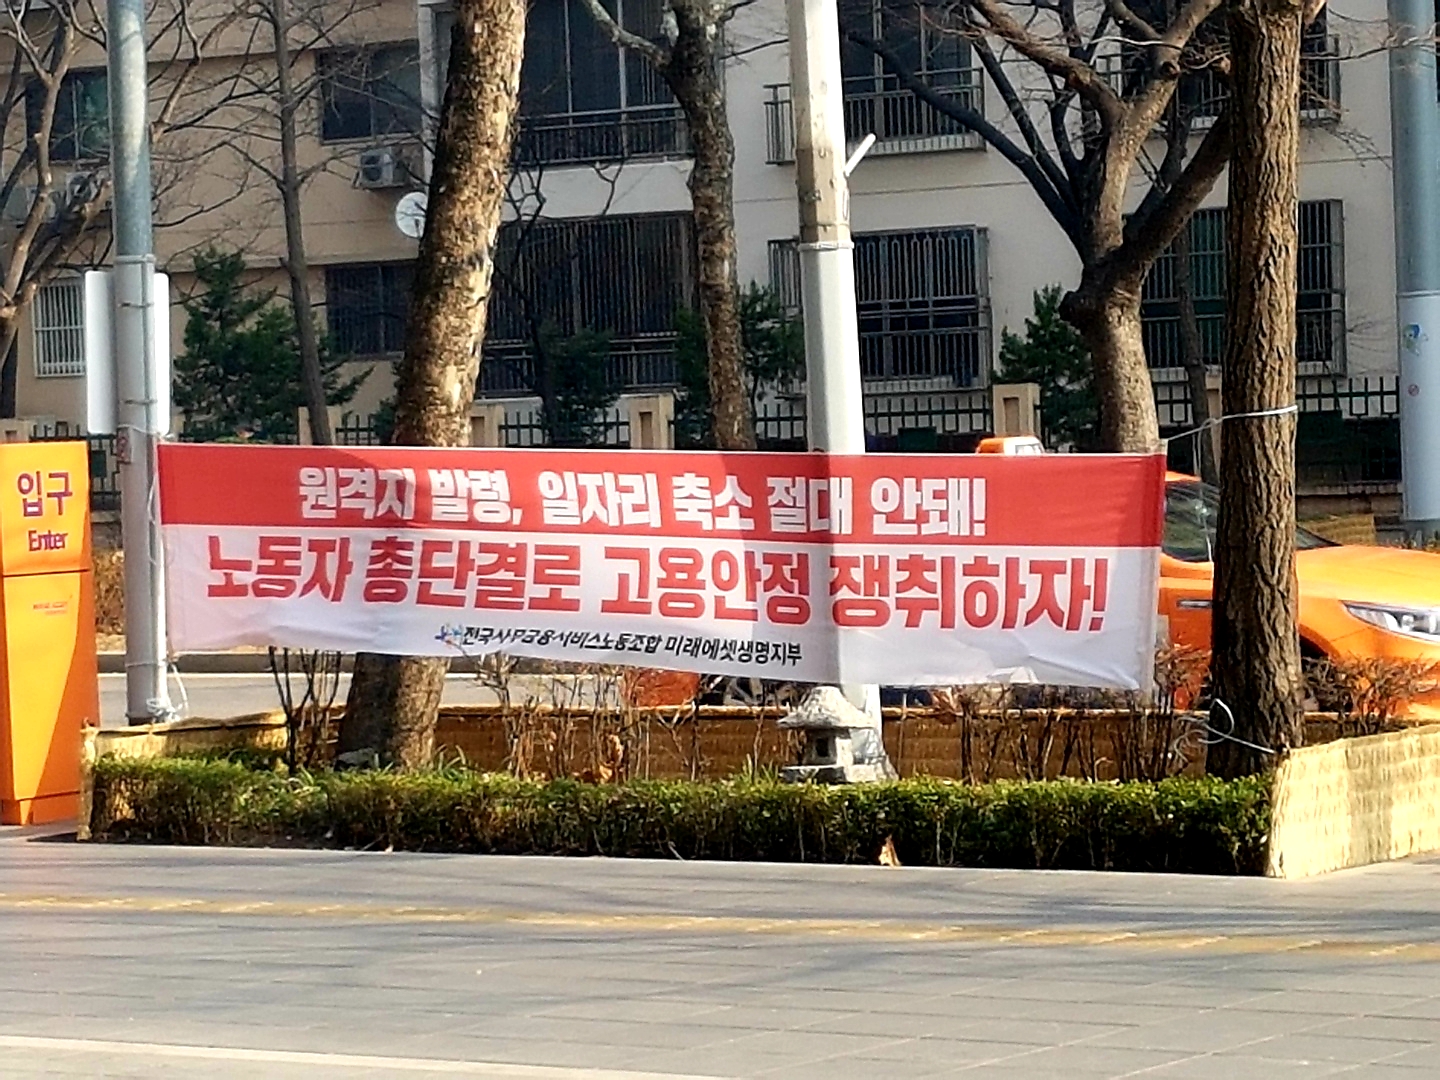 입구
Enter
원격지 발령, 일자리 축소 절대 안돼!
노동자 총단결로 고용안정 쟁취하자!
전국사무금융서비스노동조합 미래에셋생명지부